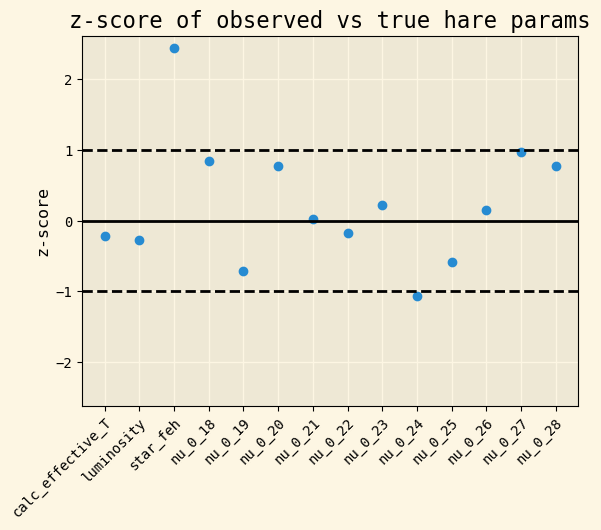 z-score of observed vs true hare params
z-score
2
1
0
−1
−2
calc_effective_T
luminosity
star_feh
nu_0_18
nu_0_19
nu_0_20
nu_0_21
nu_0_22
nu_0_23
nu_0_24
nu_0_25
nu_0_26
nu_0_27
nu_0_28